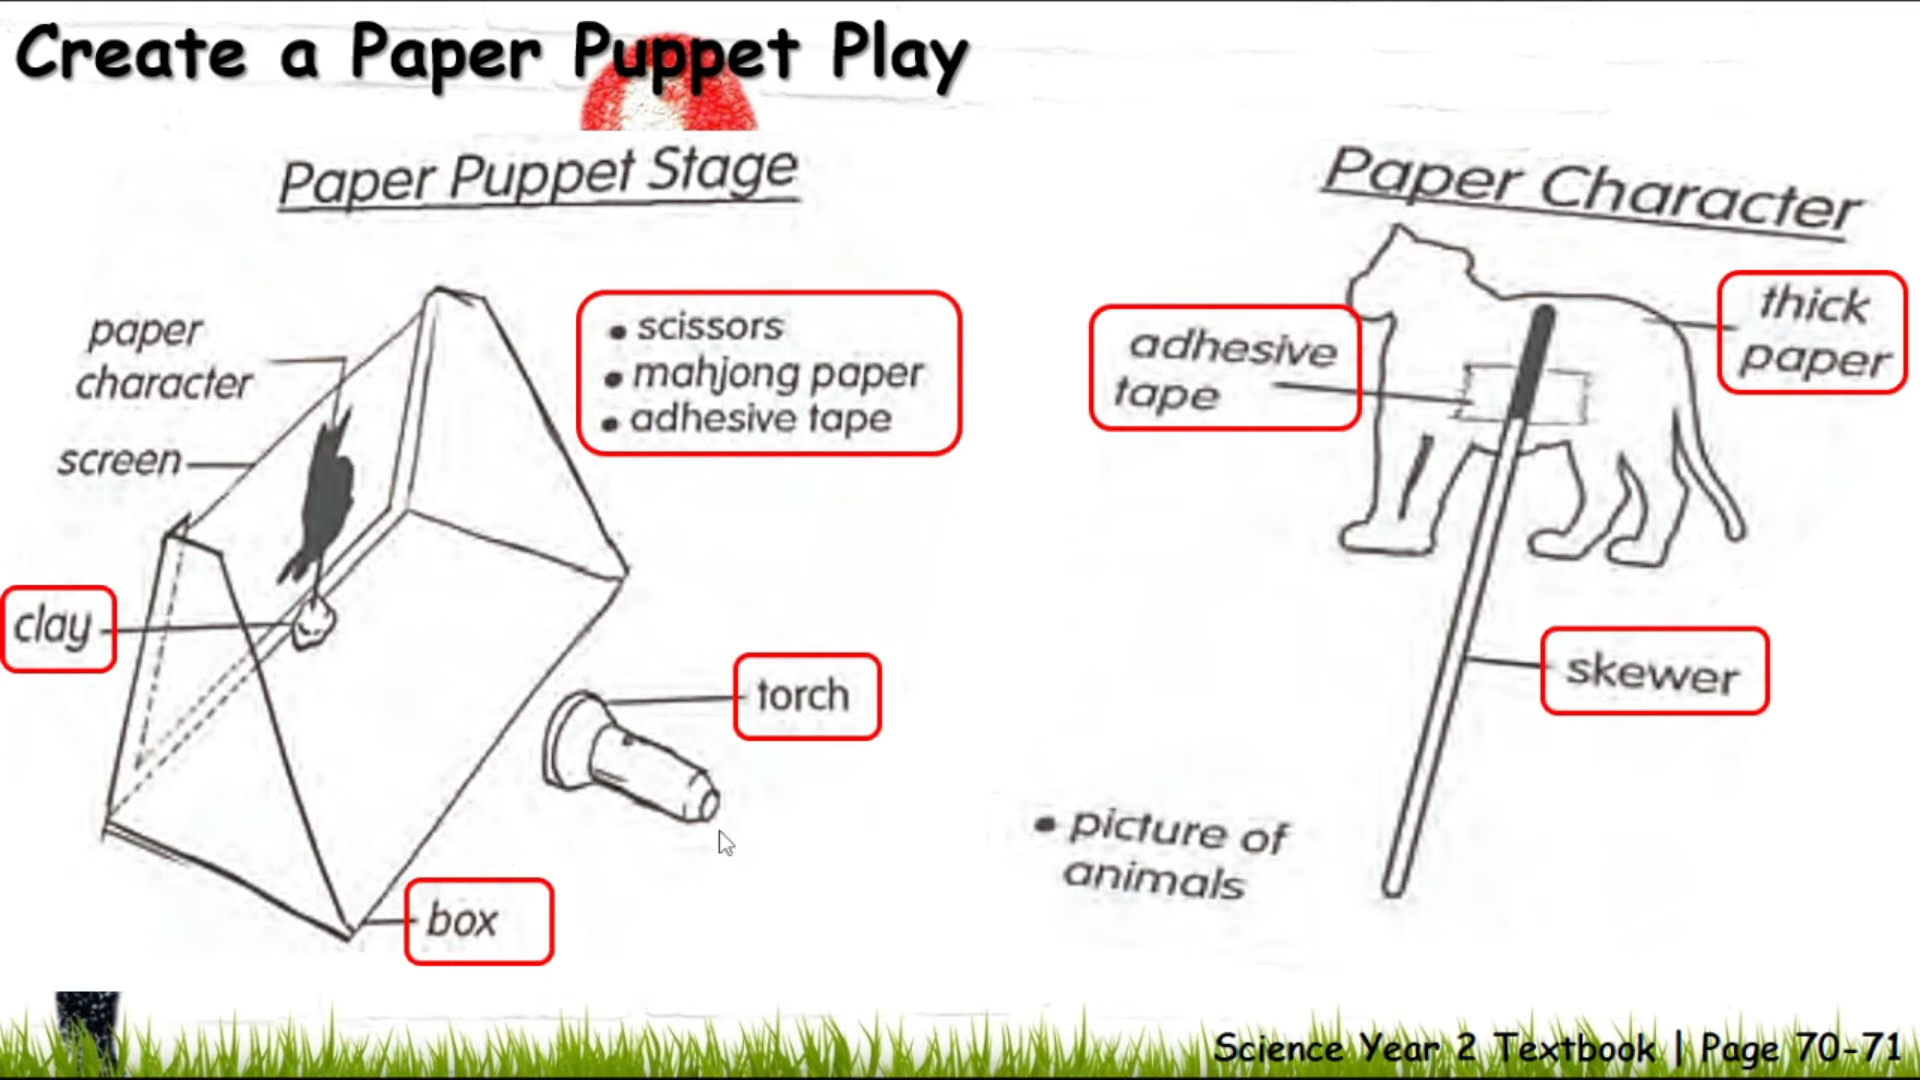 Create a Paper Puppet Play
Paper Puppet Stage
paper
character
screen
clay
• scissors
• mahjong paper
• adhesive tape
torch
box
Paper Character
adhesive
tape
thick
paper
skewer
• picture of
animals
Science Year 2 Textbook | Page 70-71